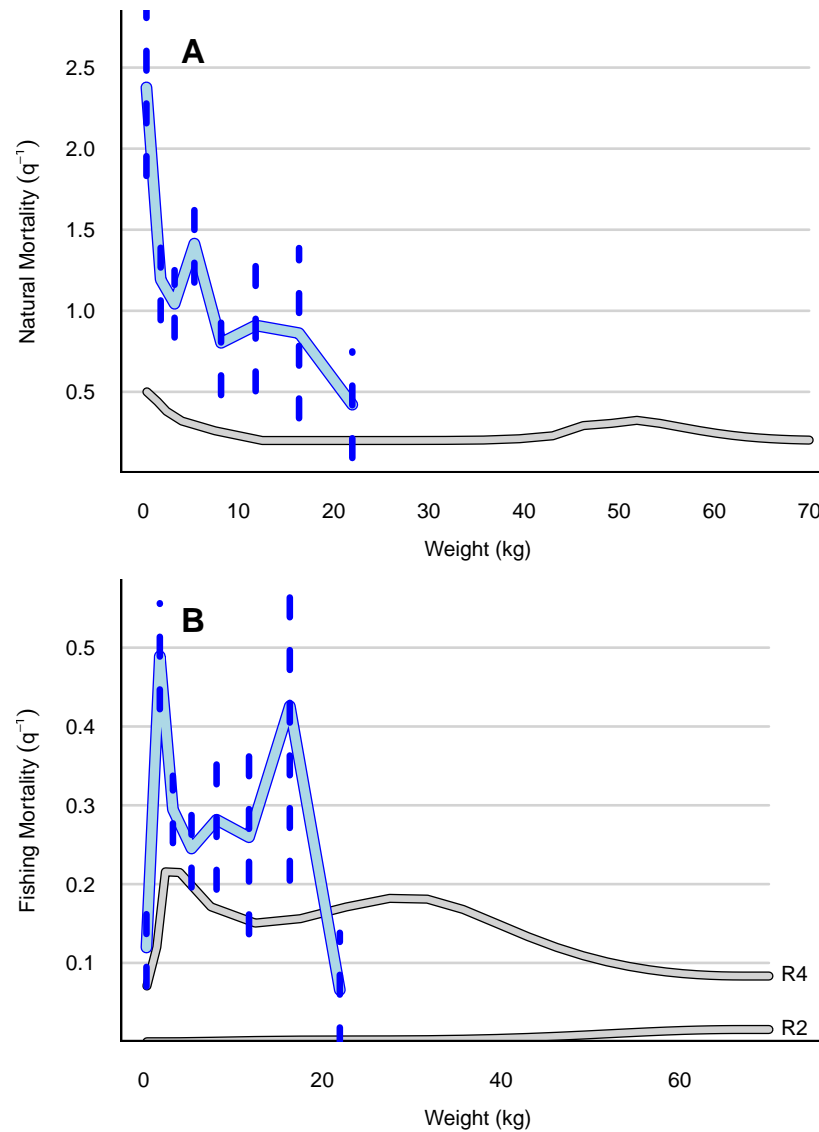 A
2.5
2.0
1.5
1.0
0.5
Natural Mortality (q⁻¹)
0 10 20 30 40 50 60 70
Weight (kg)
B
0.5
0.4
0.3
0.2
0.1
Fishing Mortality (q⁻¹)
R4
R2
0 20 40 60
Weight (kg)